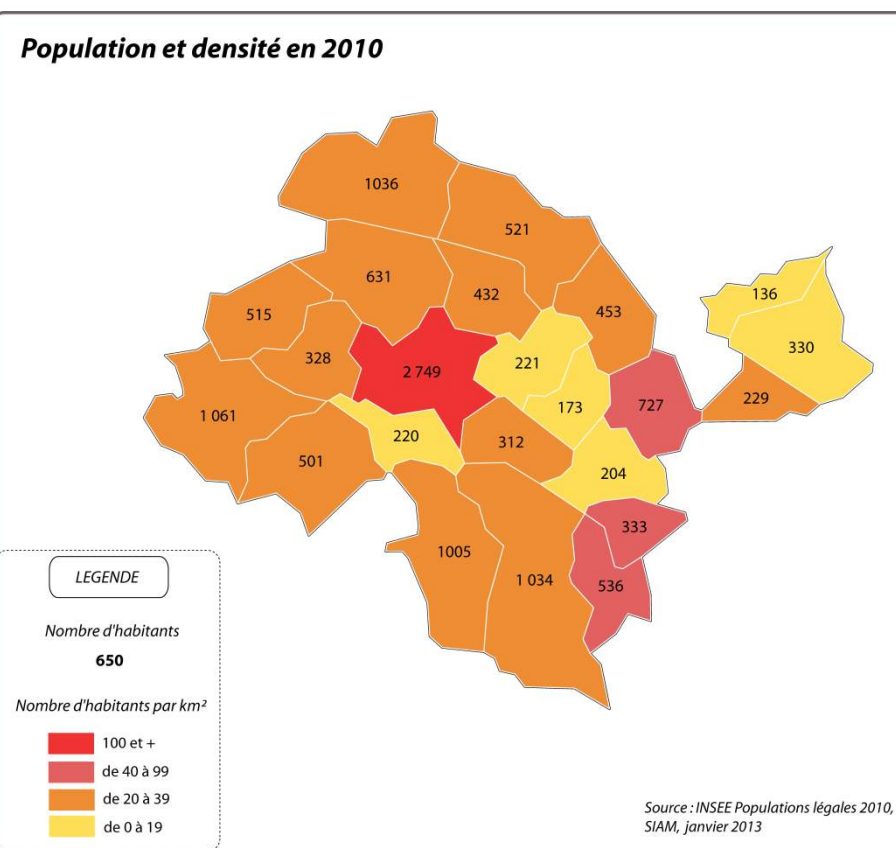 Population et densité en 2010
1036
521
136
631
432
453
515
330
328
221
2 749
229
173
727
1 061
220
312
501
204
333
1005
1 034
536
LEGENDE
Nombre d'habitants
650
Nombre d'habitants par km²
100 et +
de 40 à 99
de 20 à 39
de 0 à 19
Source : INSEE Populations légales 2010,
SIAM, janvier 2013